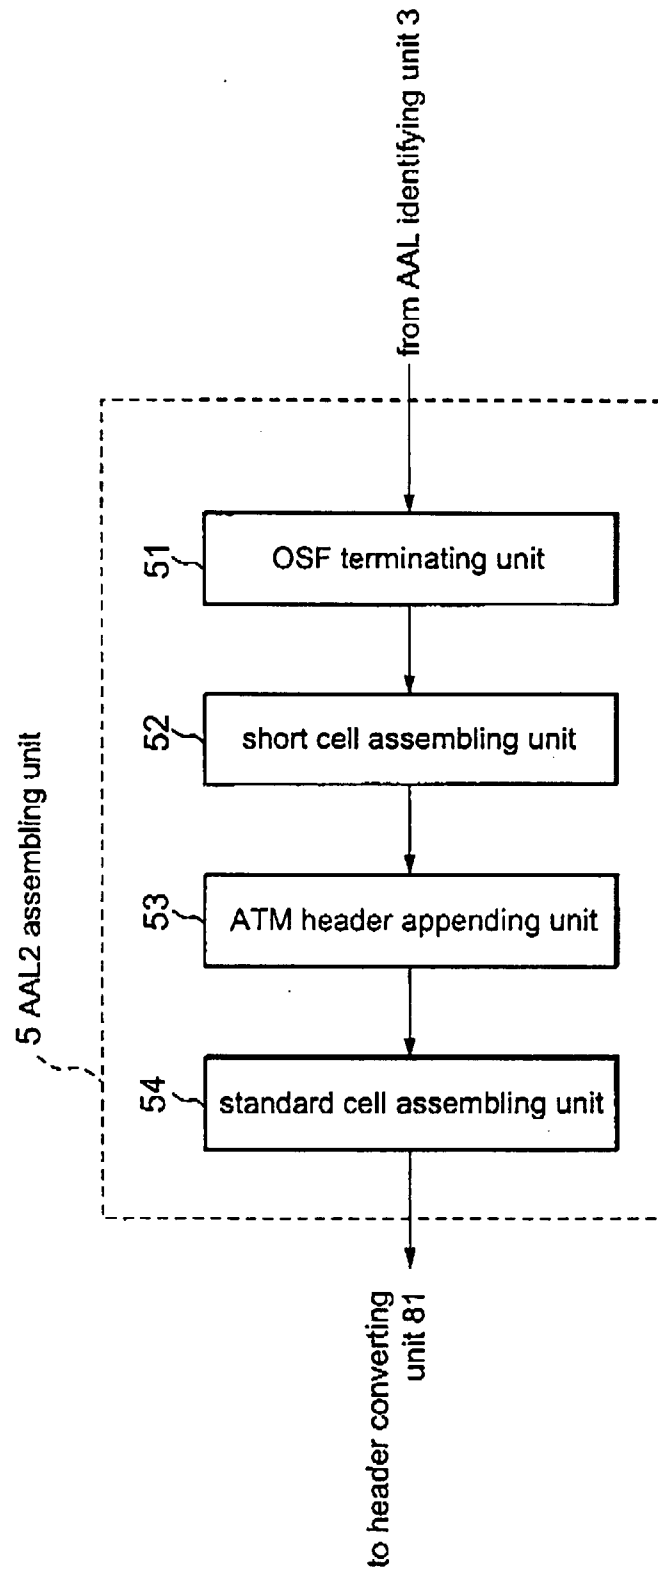 from AAL identifying unit 3
5 AAL2 assembling unit
51
OSF terminating unit
52
short cell assembling unit
53
ATM header appending unit
54
standard cell assembling unit
to header converting
unit 81